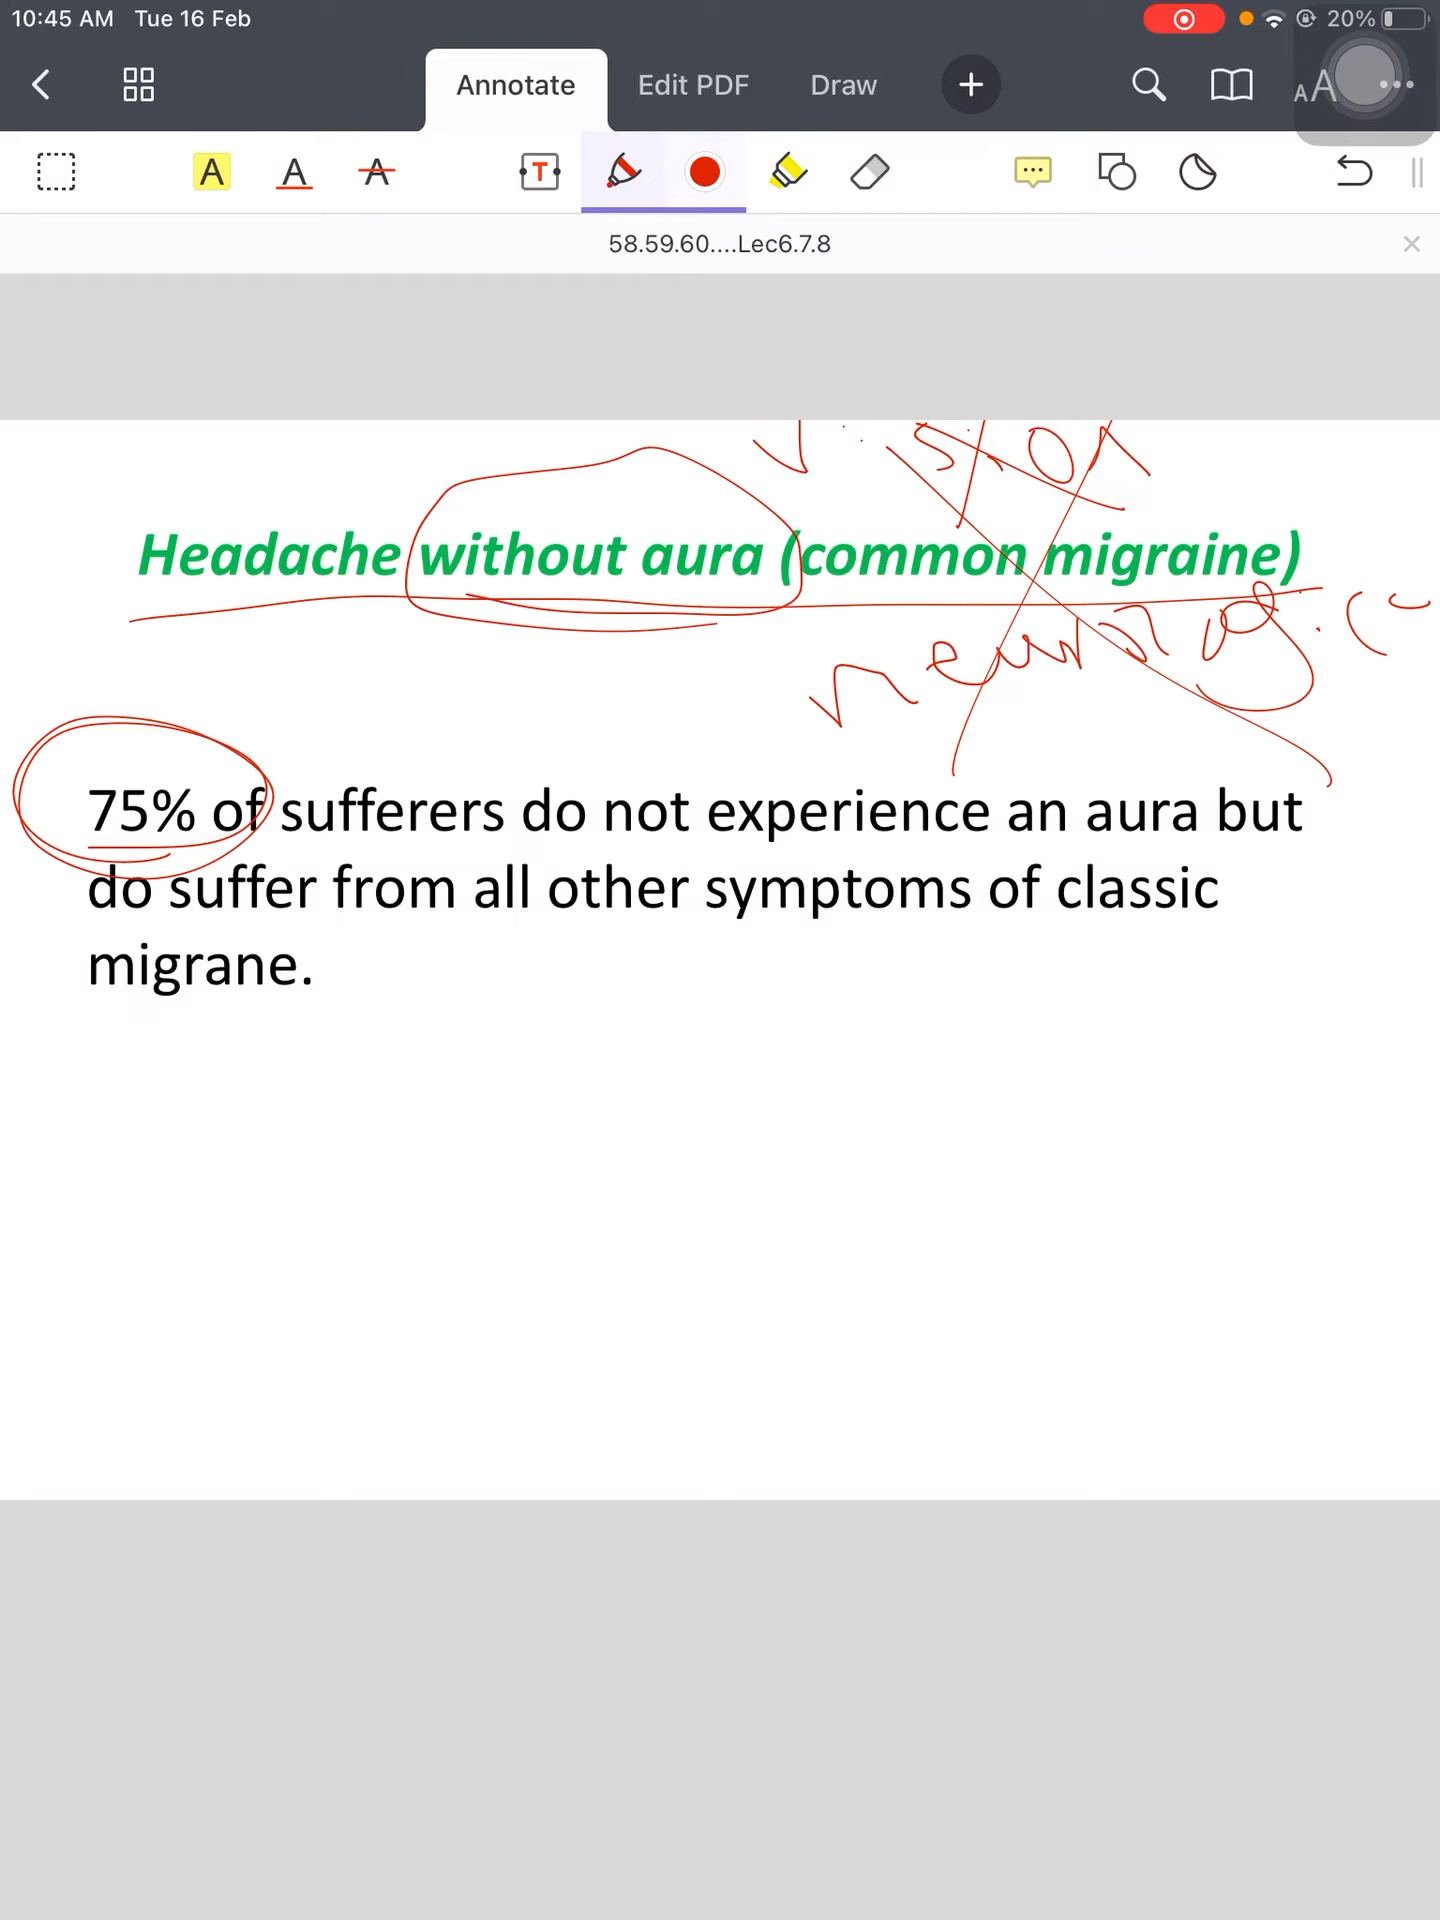 10:45 AM Tue 16 Feb
20%
Annotate Edit PDF Draw
AA
A A A T
58.59.60....Lec6.7.8
Headache without aura (common migraine)
75% of sufferers do not experience an aura but
do suffer from all other symptoms of classic
migrane.